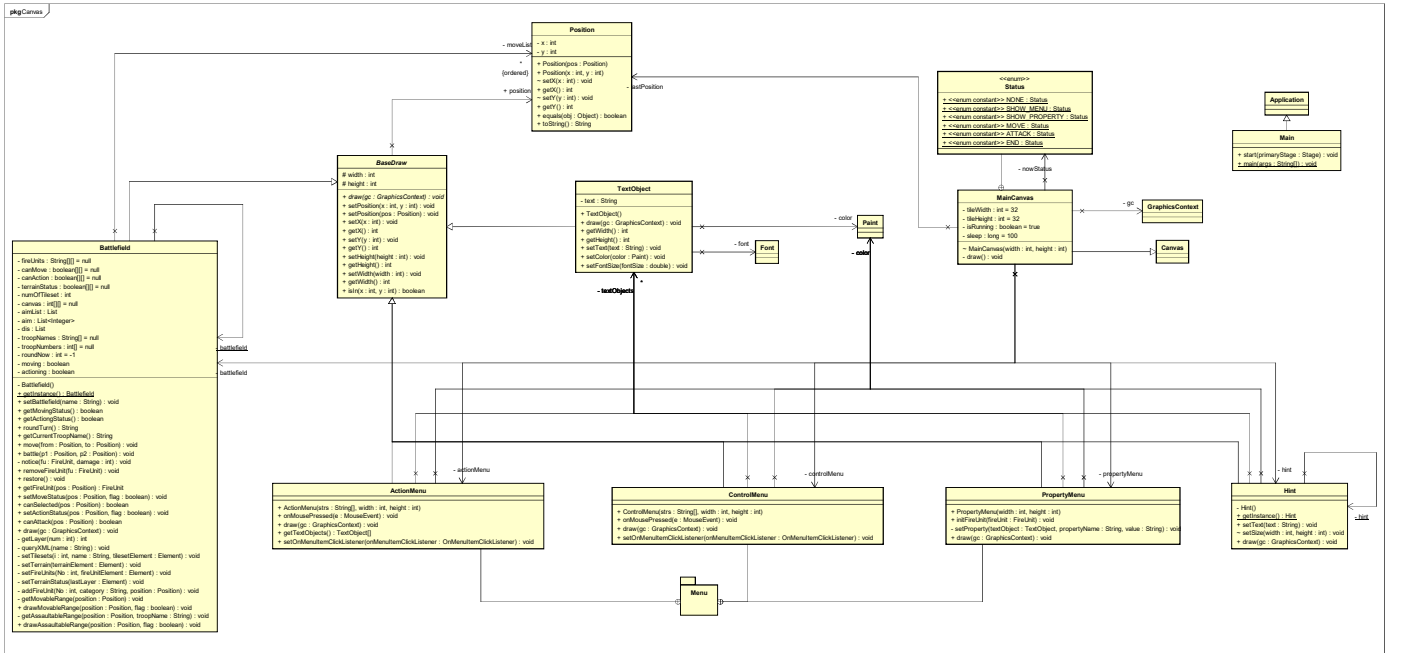 pkg Canvas
Position
- x : int
- y : int
+ Position(pos : Position)
+ Position(x : int, y : int)
~ setX(x : int) : void
+ getX() : int
~ setY(y : int) : void
+ getY() : int
+ equals(obj : Object) : boolean
+ toString() : String
- moveList
*
{ordered}
+ position
- lastPosition
<<enum>>
Status
+ <<enum constant>> NONE : Status
+ <<enum constant>> SHOW_MENU : Status
+ <<enum constant>> SHOW_PROPERTY : Status
+ <<enum constant>> MOVE : Status
+ <<enum constant>> ATTACK : Status
+ <<enum constant>> END : Status
- nowStatus
Application
Main
+ start(primaryStage : Stage) : void
+ main(args : String[]) : void
BaseDraw
# width : int
# height : int
+ draw(gc : GraphicsContext) : void
+ setPosition(x : int, y : int) : void
+ setPosition(pos : Position) : void
+ setX(x : int) : void
+ getX() : int
+ setY(y : int) : void
+ getY() : int
+ setHeight(height : int) : void
+ getHeight() : int
+ setWidth(width : int) : void
+ getWidth() : int
+ isIn(x : int, y : int) : boolean
TextObject
- text : String
+ TextObject()
+ draw(gc : GraphicsContext) : void
+ getWidth() : int
+ getHeight() : int
+ setText(text : String) : void
+ setColor(color : Paint) : void
+ setFontSize(fontSize : double) : void
- color
Paint
- font
Font
- color
- textObjects
*
MainCanvas
- tileWidth : int = 32
- tileHeight : int = 32
- isRunning : boolean = true
- sleep : long = 100
~ MainCanvas(width : int, height : int)
- draw() : void
- gc
GraphicsContext
Canvas
Battlefield
- fireUnits : String[][] = null
- canMove : boolean[][] = null
- canAction : boolean[][] = null
- terrainStatus : boolean[][] = null
- numOfTileset : int
- canvas : int[][] = null
- aimList : List
- aim : List<Integer>
- dis : List
- troopNames : String[] = null
- troopNumbers : int[] = null
- roundNow : int = -1
- moving : boolean
- actioning : boolean
- Battlefield()
+ getInstance() : Battlefield
+ setBattlefield(name : String) : void
+ getMovingStatus() : boolean
+ getActiongStatus() : boolean
+ roundTurn() : String
+ getCurrentTroopName() : String
+ move(from : Position, to : Position) : void
+ battle(p1 : Position, p2 : Position) : void
- notice(fu : FireUnit, damage : int) : void
+ removeFireUnit(fu : FireUnit) : void
+ restore() : void
+ getFireUnit(pos : Position) : FireUnit
+ setMoveStatus(pos : Position, flag : boolean) : void
+ canSelected(pos : Position) : boolean
+ setActionStatus(pos : Position, flag : boolean) : void
+ canAttack(pos : Position) : boolean
+ draw(gc : GraphicsContext) : void
- getLayer(num : int) : int
- queryXML(name : String) : void
- setTilesets(i : int, name : String, tilesetElement : Element) : void
- setTerrain(terrainElement : Element) : void
- setFireUnits(No : int, fireUnitElement : Element) : void
- setTerrainStatus(lastLayer : Element) : void
- addFireUnit(No : int, category : String, position : Position) : void
- getMovableRange(position : Position) : void
+ drawMovableRange(position : Position, flag : boolean) : void
- getAssaultableRange(position : Position, troopName : String) : void
+ drawAssaultableRange(position : Position, flag : boolean) : void
- battlefield
- battlefield
- actionMenu
- controlMenu
- propertyMenu
- hint
ActionMenu
+ ActionMenu(strs : String[], width : int, height : int)
+ onMousePressed(e : MouseEvent) : void
+ draw(gc : GraphicsContext) : void
+ getTextObjects() : TextObject[]
+ setOnMenuItemClickListener(onMenuItemClickListener : OnMenuItemClickListener) : void
ControlMenu
+ ControlMenu(strs : String[], width : int, height : int)
+ onMousePressed(e : MouseEvent) : void
+ draw(gc : GraphicsContext) : void
+ setOnMenuItemClickListener(onMenuItemClickListener : OnMenuItemClickListener) : void
PropertyMenu
+ PropertyMenu(width : int, height : int)
+ initFireUnit(fireUnit : FireUnit) : void
- setProperty(textObject : TextObject, propertyName : String, value : String) : void
+ draw(gc : GraphicsContext) : void
Hint
- Hint()
+ getInstance() : Hint
+ setText(text : String) : void
~ setSize(width : int, height : int) : void
+ draw(gc : GraphicsContext) : void
- hint
Menu